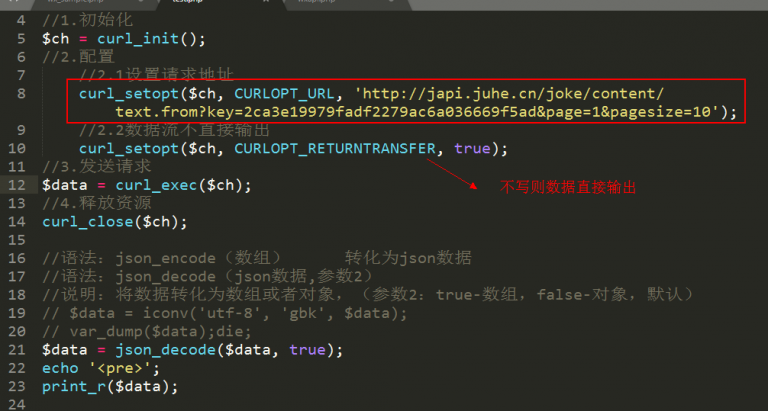 4 //1.初始化
5 $ch = curl_init();
6 //2.配置
7 //2.1设置请求地址
8 curl_setopt($ch, CURLOPT_URL, 'http://japi.juhe.cn/joke/content/
text.from?key=2ca3e19979fadf2279ac6a036669f5ad&page=1&pagesize=10');
9 //2.2数据流不直接输出
10 curl_setopt($ch, CURLOPT_RETURNTRANSFER, true);
11 //3.发送请求
不写则数据直接输出
12 $data = curl_exec($ch);
13 //4.释放资源
14 curl_close($ch);
15
16 //语法：json_encode（数组） 转化为json数据
17 //语法：json_decode（json数据,参数2）
18 //说明：将数据转化为数组或者对象，（参数2：true-数组，false-对象，默认）
19 // $data = iconv('utf-8', 'gbk', $data);
20 // var_dump($data);die;
21 $data = json_decode($data, true);
22 echo '<pre>';
23 print_r($data);
24